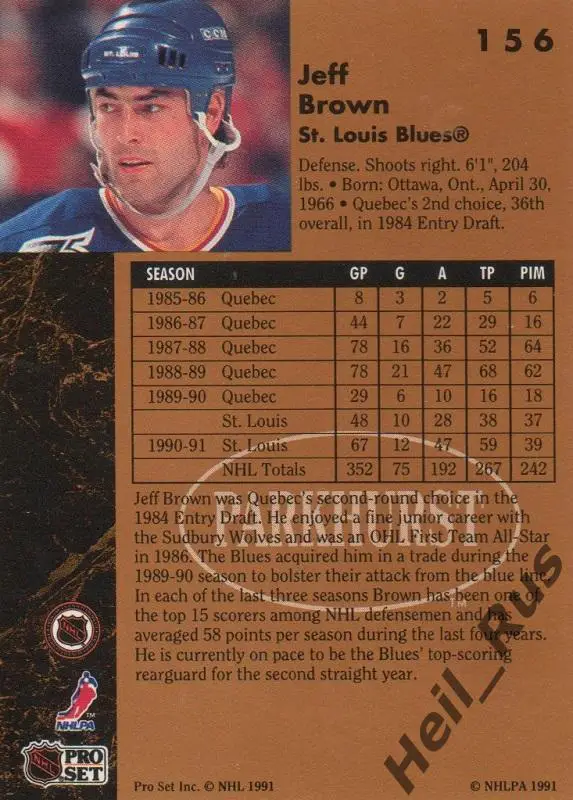 156
Jeff
Brown
St. Louis Blues®
Defense. Shoots right. 6'1", 204
lbs. • Born: Ottawa, Ont., April 30,
1966 • Quebec's 2nd choice, 36th
overall, in 1984 Entry Draft.
CCM
ST. LOUIS
SEASON GP G A TP PIM
1985-86 Quebec 8 3 2 5 6
1986-87 Quebec 44 7 22 29 16
1987-88 Quebec 78 16 36 52 64
1988-89 Quebec 78 21 47 68 62
1989-90 Quebec 29 6 10 16 18
St. Louis 48 10 28 38 37
1990-91 St. Louis 67 12 47 59 39
NHL Totals 352 75 192 267 242
PARKHURST™
Jeff Brown was Quebec's second-round choice in the
1984 Entry Draft. He enjoyed a fine junior career with
the Sudbury Wolves and was an OHL First Team All-Star
in 1986. The Blues acquired him in a trade during the
1989-90 season to bolster their attack from the blue line.
In each of the last three seasons Brown has been one of
the top 15 scorers among NHL defensemen and has
averaged 58 points per season during the last four years.
He is currently on pace to be the Blues' top-scoring
rearguard for the second straight year.
NHL
NHLPA™
NHL PRO
SET
Pro Set Inc. © NHL 1991
© NHLPA 1991
Heil_Rus